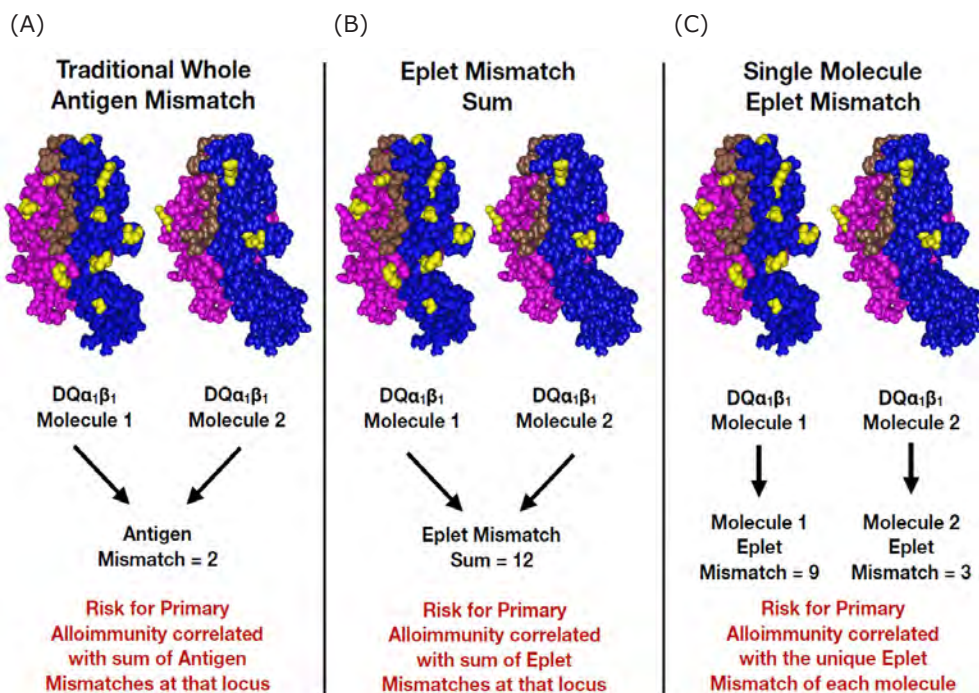 (A)
Traditional Whole
Antigen Mismatch
DQα₁β₁
Molecule 1
DQα₁β₁
Molecule 2
Antigen
Mismatch = 2
Risk for Primary
Alloimmunity correlated
with sum of Antigen
Mismatches at that locus
(B)
Eplet Mismatch
Sum
DQα₁β₁
Molecule 1
DQα₁β₁
Molecule 2
Eplet Mismatch
Sum = 12
Risk for Primary
Alloimmunity correlated
with sum of Eplet
Mismatches at that locus
(C)
Single Molecule
Eplet Mismatch
DQα₁β₁
Molecule 1
DQα₁β₁
Molecule 2
Molecule 1
Eplet
Mismatch = 9
Molecule 2
Eplet
Mismatch = 3
Risk for Primary
Alloimmunity correlated
with the unique Eplet
Mismatch of each molecule